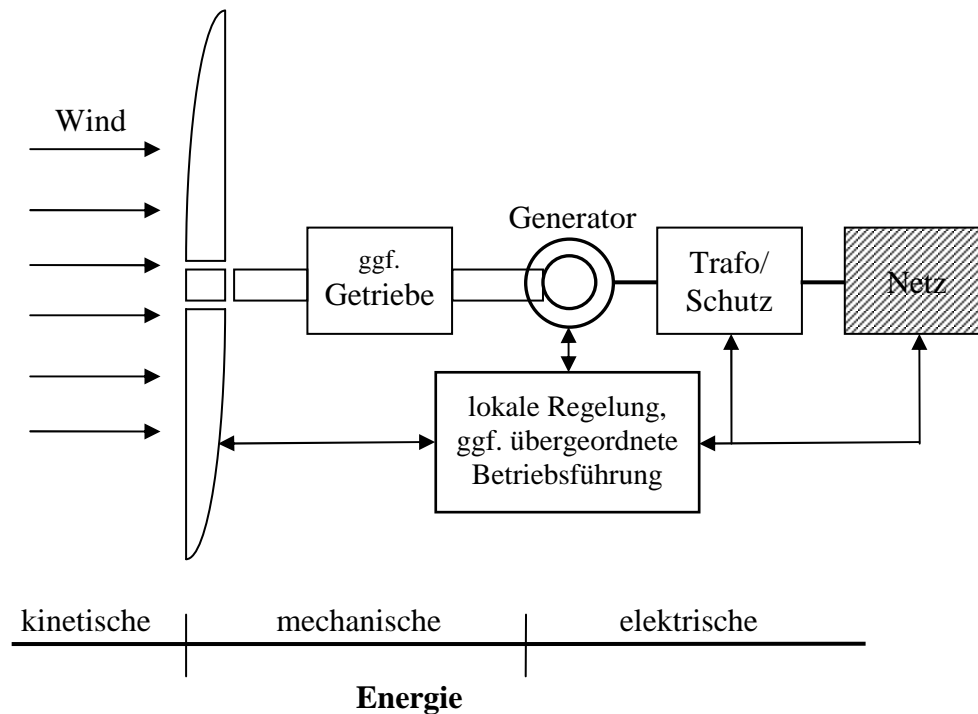 Wind
Generator
ggf.
Getriebe
Trafo/
Schutz
Netz
lokale Regelung,
ggf. übergeordnete
Betriebsführung
kinetische
mechanische
elektrische
Energie